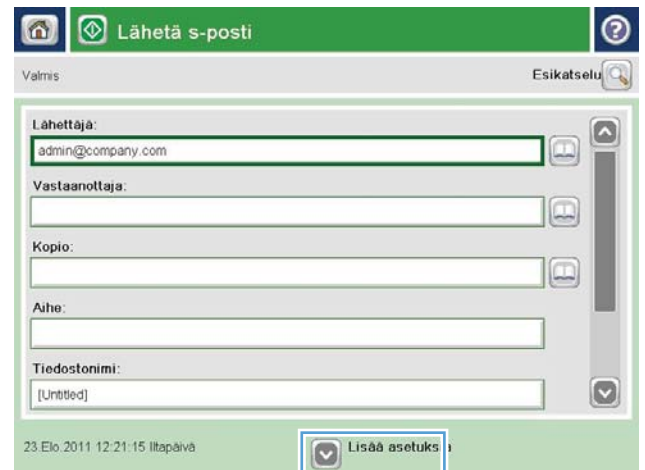 Lähetä s-posti
Valmis
Esikatselu
Lähettäjä:
admin@company.com
Vastaanottaja:
Kopio:
Aihe:
Tiedostonimi:
[Untitled]
23.Elo.2011 12:21:15 Iltapäivä
Lisää asetuksia